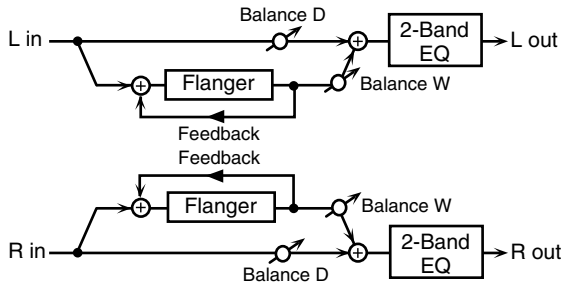 Balance D
L in
2-Band
EQ
L out
Flanger
Balance W
Feedback
Feedback
Flanger
Balance W
R in
2-Band
EQ
R out
Balance D